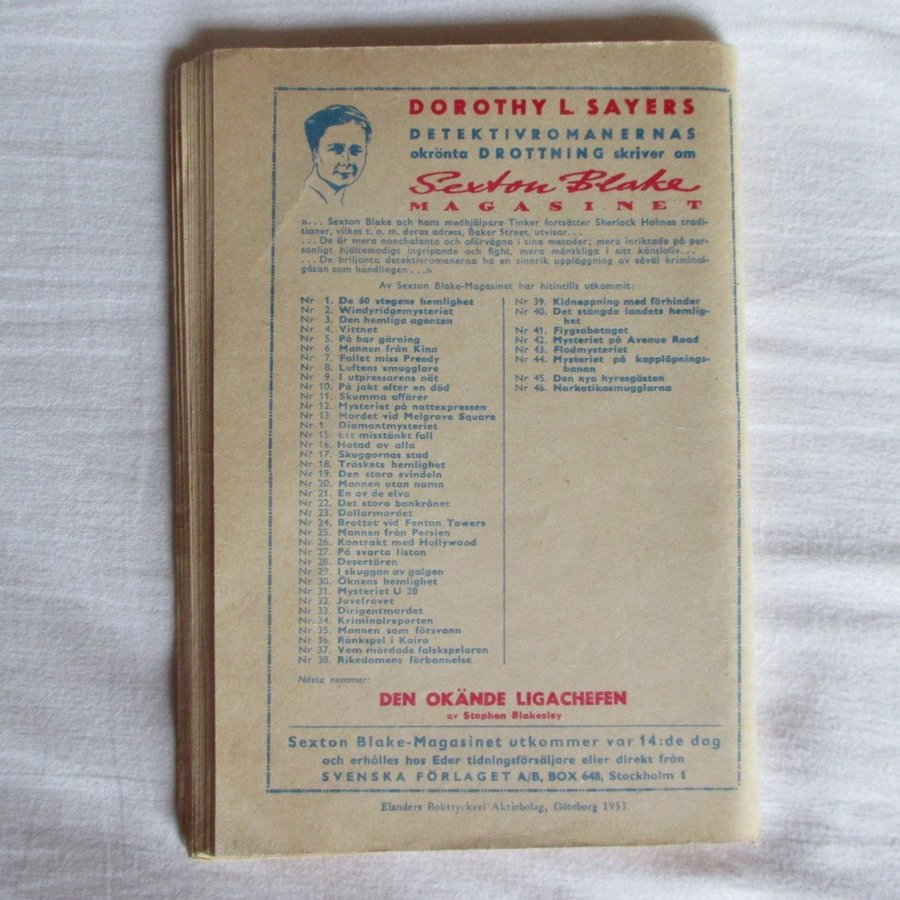 DOROTHY L. SAYERS
DETEKTIVROMANERNAS
okrönta DROTTNING skriver om
Sexton Blake
MAGASINET
»... Sexton Blake och hans medhjälpare Tinker fortsätter Sherlock Holmes tradi-
tioner, vilket t. o. m. deras adress, Baker Street, utvisar...
... De är mera nonchalanta och oförvägna i sina metoder; mera inriktade på per-
sonligt hjältemodigt ingripande och fight, mera mänskliga i sitt känsloliv...
... De briljanta detektivromanerna ha en sinnrik uppläggning av såväl kriminal-
gåtan som handlingen...»
Av Sexton Blake-Magasinet har hitintills utkommit:
Nr 1. De 60 stegens hemlighet
Nr 2. Windyridgemysteriet
Nr 3. Den hemliga agenten
Nr 4. Vittnet
Nr 5. På bar gärning
Nr 6. Mannen från Kina
Nr 7. Fallet miss Preedy
Nr 8. Luftens smugglare
Nr 9. I utpressarens nät
Nr 10. På jakt efter en död
Nr 11. Skumma affärer
Nr 12. Mysteriet på nattexpressen
Nr 13. Mordet vid Melgrove Square
Nr 1 Diamantmysteriet
Nr 15. Ett misstänkt fall
Nr 16. Hatad av alla
Nr 17. Skuggornas stad
Nr 18. Träskets hemlighet
Nr 19. Den stora svindeln
Nr 20. Mannen utan namn
Nr 21. En av de elva
Nr 22. Det stora bankrånet
Nr 23. Dollarmordet
Nr 24. Brottet vid Fenton Towers
Nr 25. Mannen från Persien
Nr 26. Kontrakt med Hollywood
Nr 27. På svarta listan
Nr 28. Desertören
Nr 29. I skuggan av galgen
Nr 30. Öknens hemlighet
Nr 31. Mysteriet U 20
Nr 32. Juvelrovet
Nr 33. Dirigentmordet
Nr 34. Kriminalreporten
Nr 35. Mannen som försvann
Nr 36. Ränkspel i Kairo
Nr 37. Vem mördade falskspelaren
Nr 38. Rikedomens förbannelse
Nr 39. Kidnappning med förhinder
Nr 40. Det stängda landets hemlig-
het
Nr 41. Flygsabotaget
Nr 42. Mysteriet på Avenue Road
Nr 43. Flodmysteriet
Nr 44. Mysteriet på kapplöpnings-
banan
Nr 45. Den nya hyresgästen
Nr 46. Narkotikasmugglarna
Nästa nummer:
DEN OKÄNDE LIGACHEFEN
av Stephen Blakesley
Sexton Blake-Magasinet utkommer var 14:de dag
och erhålles hos Eder tidningsförsäljare eller direkt från
SVENSKA FÖRLAGET A/B, BOX 648, Stockholm 1
Elanders Boktryckeri Aktiebolag, Göteborg 1953